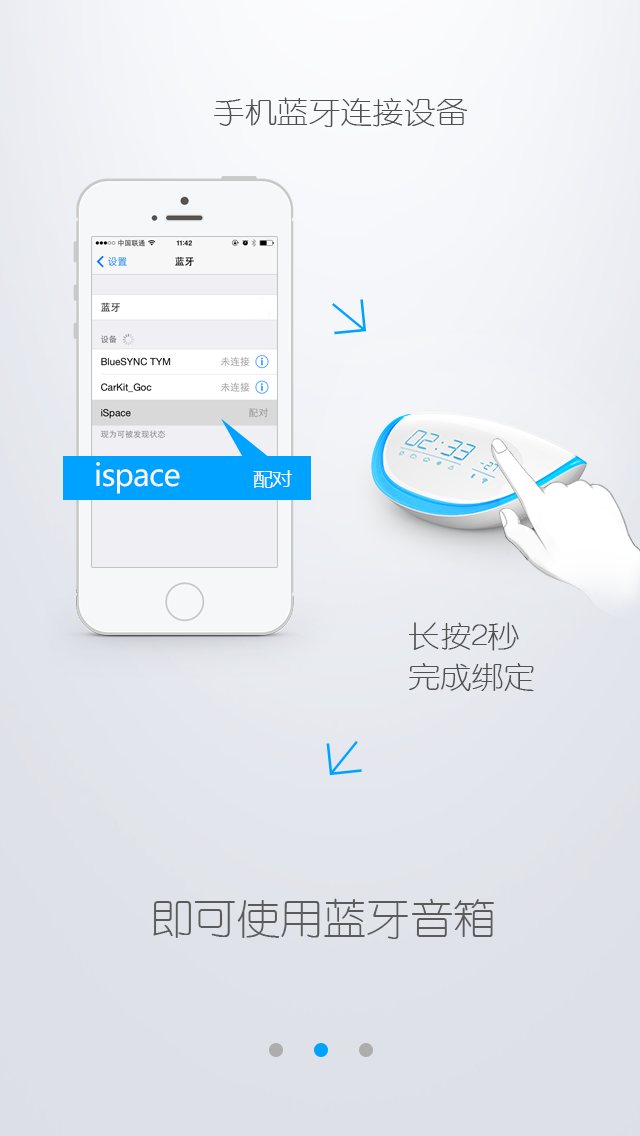 手机蓝牙连接设备
中国联通 11:42
设置 蓝牙
蓝牙
设备
BlueSYNC TYM 未连接
CarKit_Goc 未连接
iSpace 配对
现为可被发现状态
ispace 配对
02:33
-27
长按2秒
完成绑定
即可使用蓝牙音箱